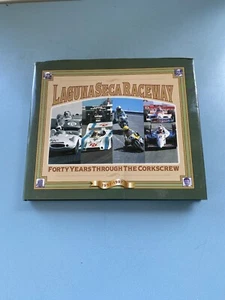 LAGUNA SECA RACEWAY
FORTY YEARS THROUGH THE CORKSCREW